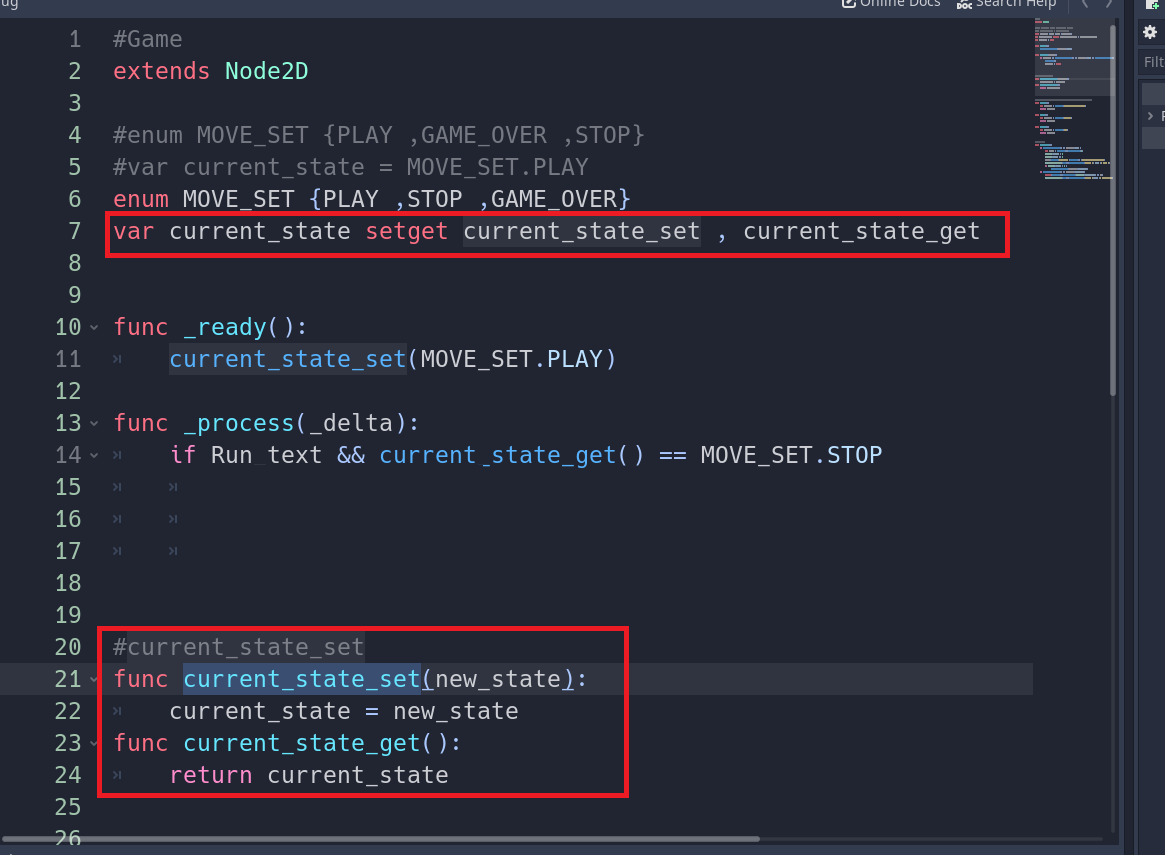 ug Online Docs Search Help
Filt
1 #Game
2 extends Node2D
3
4 #enum MOVE_SET {PLAY ,GAME_OVER ,STOP}
5 #var current_state = MOVE_SET.PLAY
6 enum MOVE_SET {PLAY ,STOP ,GAME_OVER}
7 var current_state setget current_state_set , current_state_get
8
9
10 func _ready():
11 current_state_set(MOVE_SET.PLAY)
12
13 func _process(_delta):
14 if Run_text && current_state_get() == MOVE_SET.STOP
15
16
17
18
19
20 #current_state_set
21 func current_state_set(new_state):
22 current_state = new_state
23 func current_state_get():
24 return current_state
25
26